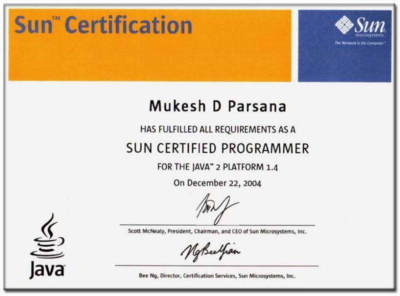 Sun™ Certification
Sun
microsystems
The Network is the Computer™
Mukesh D Parsana
HAS FULFILLED ALL REQUIREMENTS AS A
SUN CERTIFIED PROGRAMMER
FOR THE JAVA™ 2 PLATFORM 1.4
On December 22, 2004
Scott McNealy, President, Chairman, and CEO of Sun Microsystems, Inc.
Bee Ng, Director, Certification Services, Sun Microsystems, Inc.
Java™